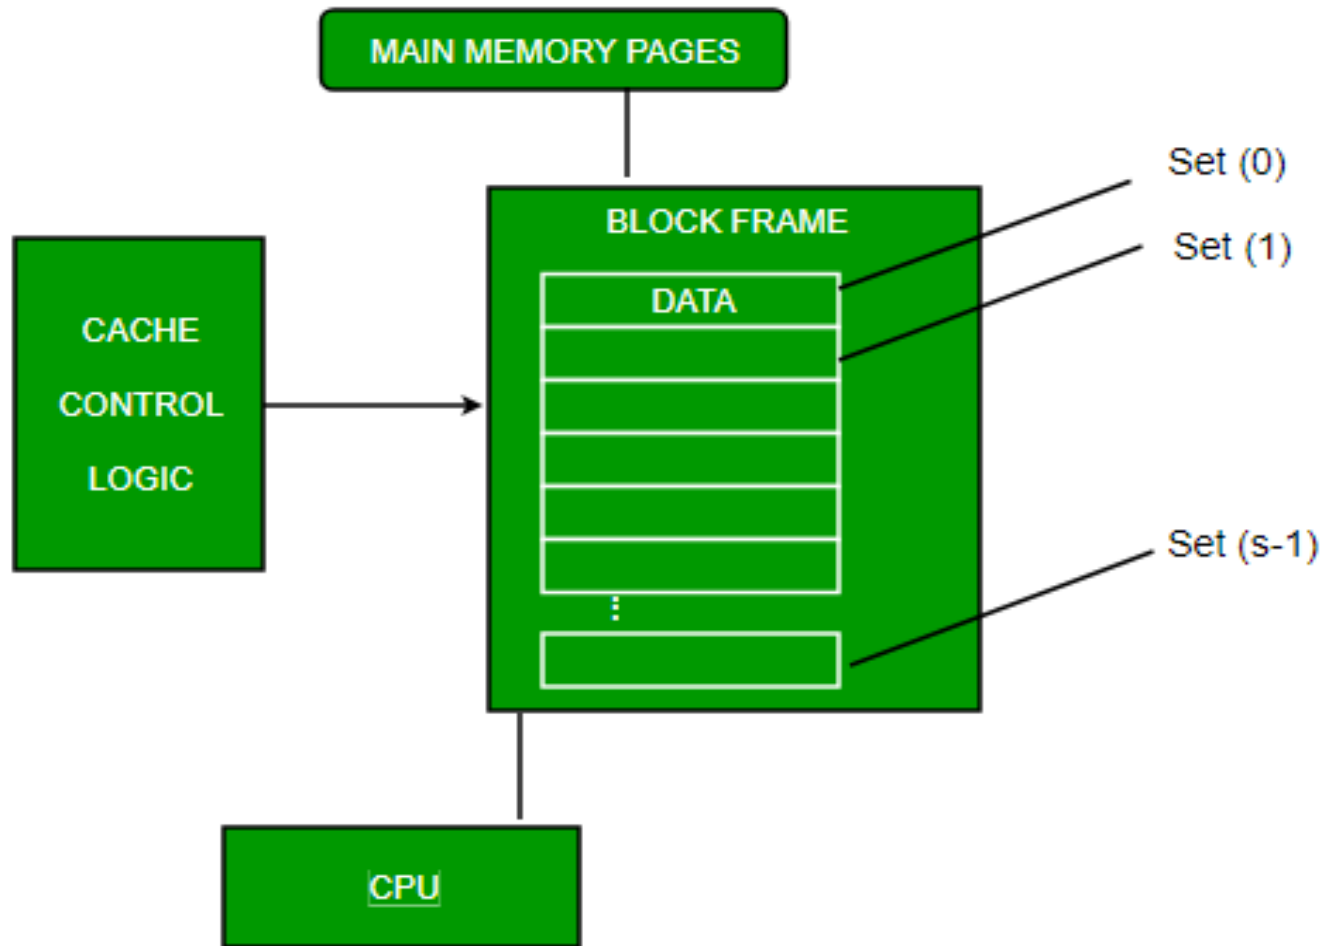 MAIN MEMORY PAGES
Set (0)
BLOCK FRAME
Set (1)
DATA
CACHE
CONTROL
LOGIC
Set (s-1)
CPU